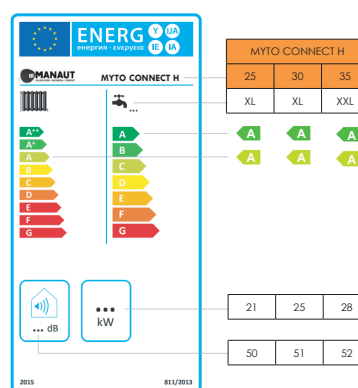 ENERG Y IJA
енергия · ενεργεια IE IA
MANAUT MYTO CONNECT H
MYTO CONNECT H
25 30 35
XL XL XXL
...
A++
A+
A
B
C
D
E
F
G
A
B
C
D
E
F
G
A A A
A A A
... dB
...
kW
21 25 28
50 51 52
2015 811/2013